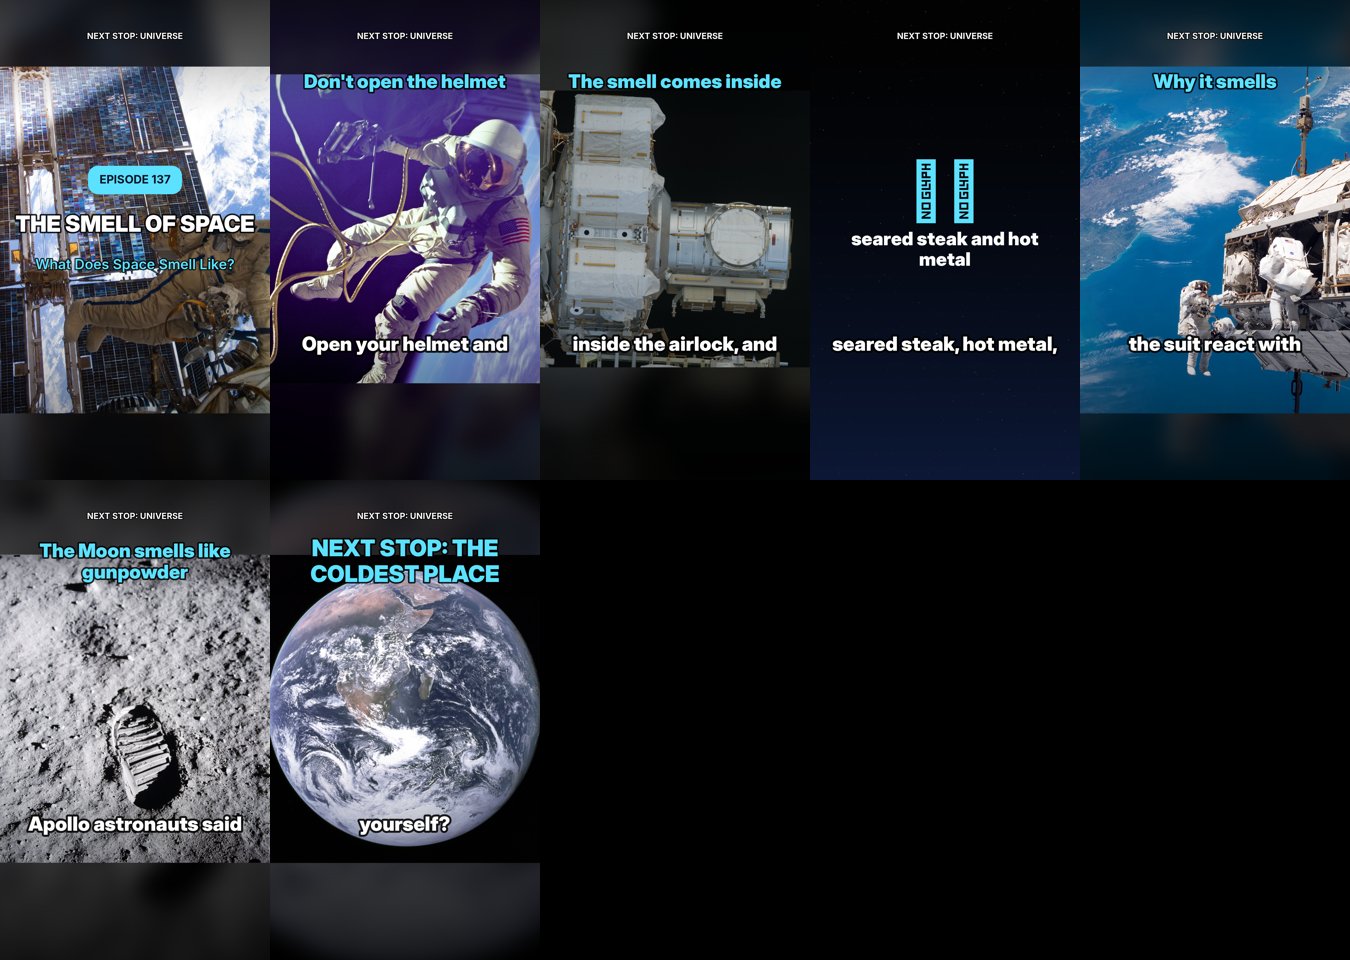 NEXT STOP: UNIVERSE
EPISODE 137
THE SMELL OF SPACE
What Does Space Smell Like?
NEXT STOP: UNIVERSE
Don't open the helmet
Open your helmet and
NEXT STOP: UNIVERSE
The smell comes inside
inside the airlock, and
NEXT STOP: UNIVERSE
NO GLYPH NO GLYPH
seared steak and hot
metal
seared steak, hot metal,
NEXT STOP: UNIVERSE
Why it smells
the suit react with
NEXT STOP: UNIVERSE
The Moon smells like
gunpowder
Apollo astronauts said
NEXT STOP: UNIVERSE
NEXT STOP: THE
COLDEST PLACE
yourself?